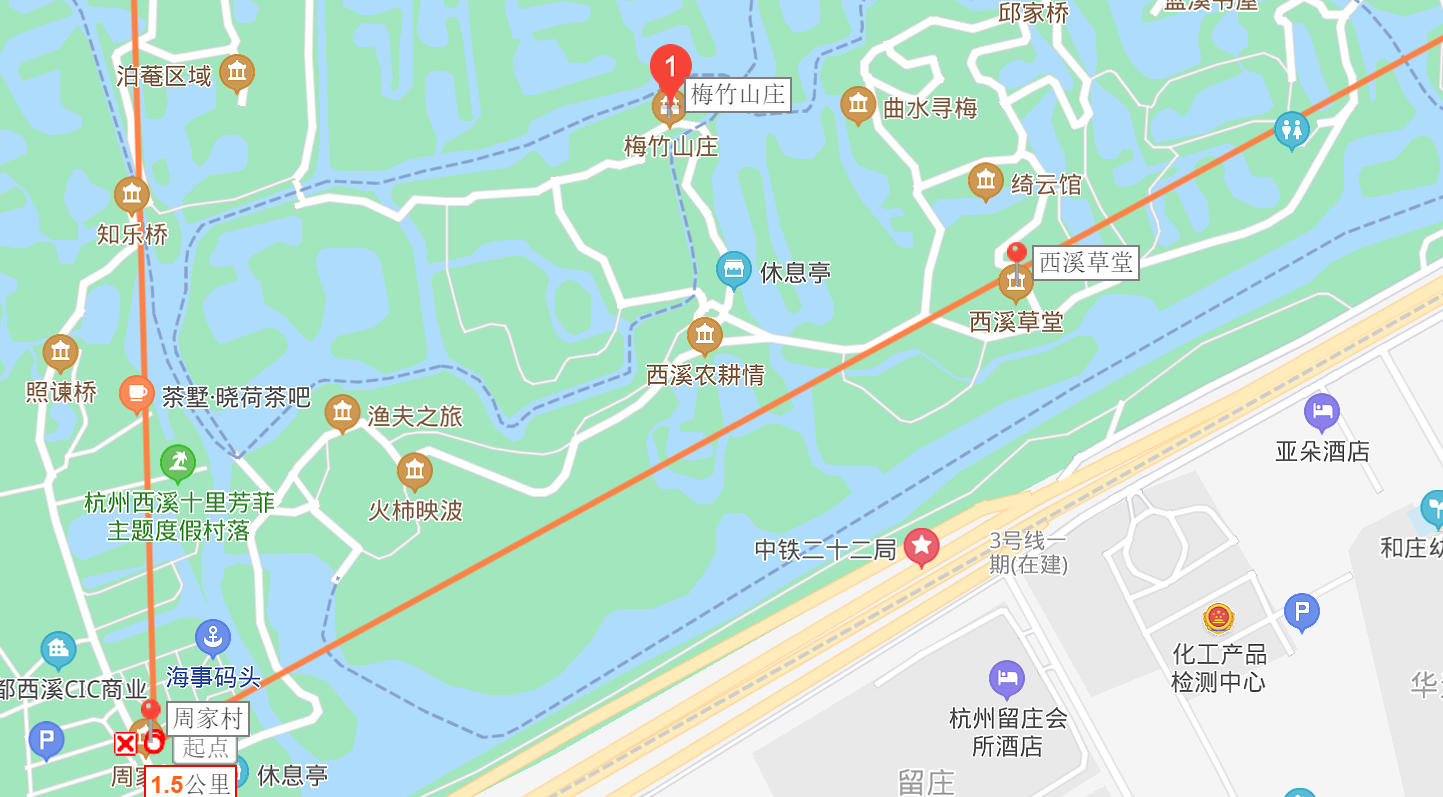 邱家桥
泊菴区域
1
梅竹山庄
梅竹山庄
曲水寻梅
绮云馆
知乐桥
西溪草堂
休息亭
西溪草堂
西溪农耕情
照谏桥
茶墅·晓荷茶吧
渔夫之旅
亚朵酒店
杭州西溪十里芳菲
主题度假村落
火柿映波
中铁二十二局
3号线一
期(在建)
和庄幼
P
化工产品
检测中心
海事码头
都西溪CIC商业
华
周家村
杭州留庄会
所酒店
P
起点
周家
休息亭
1.5公里
留庄